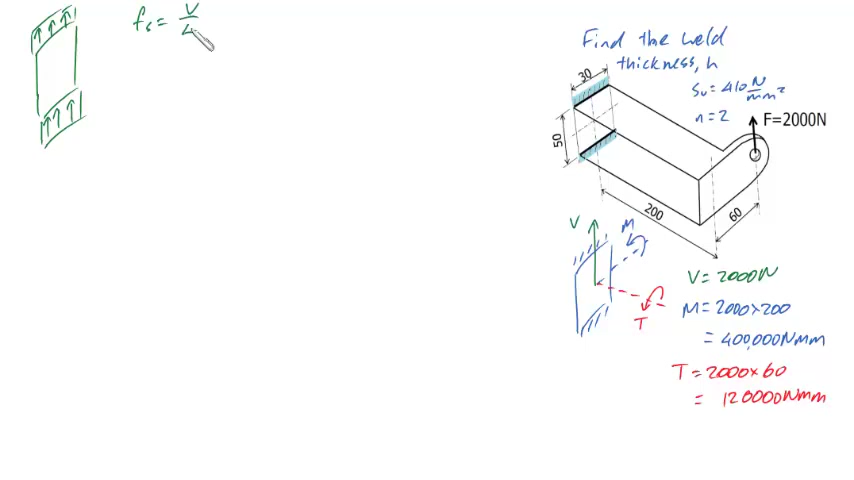 f_s = V/A
Find the weld
thickness, h
Su = 410 N/mm²
n = 2
30
F=2000N
50
200
60
V
M
T
V = 2000N
M = 2000×200
= 400,000Nmm
T = 2000×60
= 120000Nmm